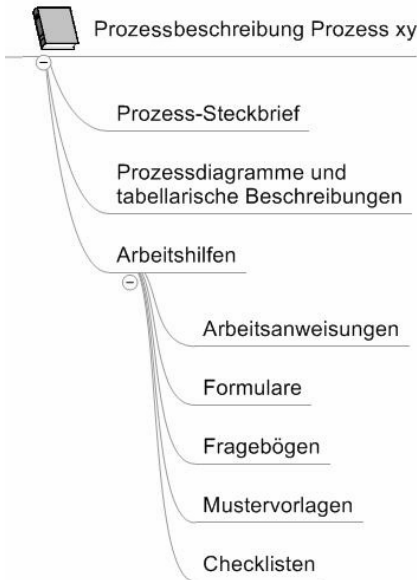 Prozessbeschreibung Prozess xy
Prozess-Steckbrief
Prozessdiagramme und
tabellarische Beschreibungen
Arbeitshilfen
Arbeitsanweisungen
Formulare
Fragebögen
Mustervorlagen
Checklisten